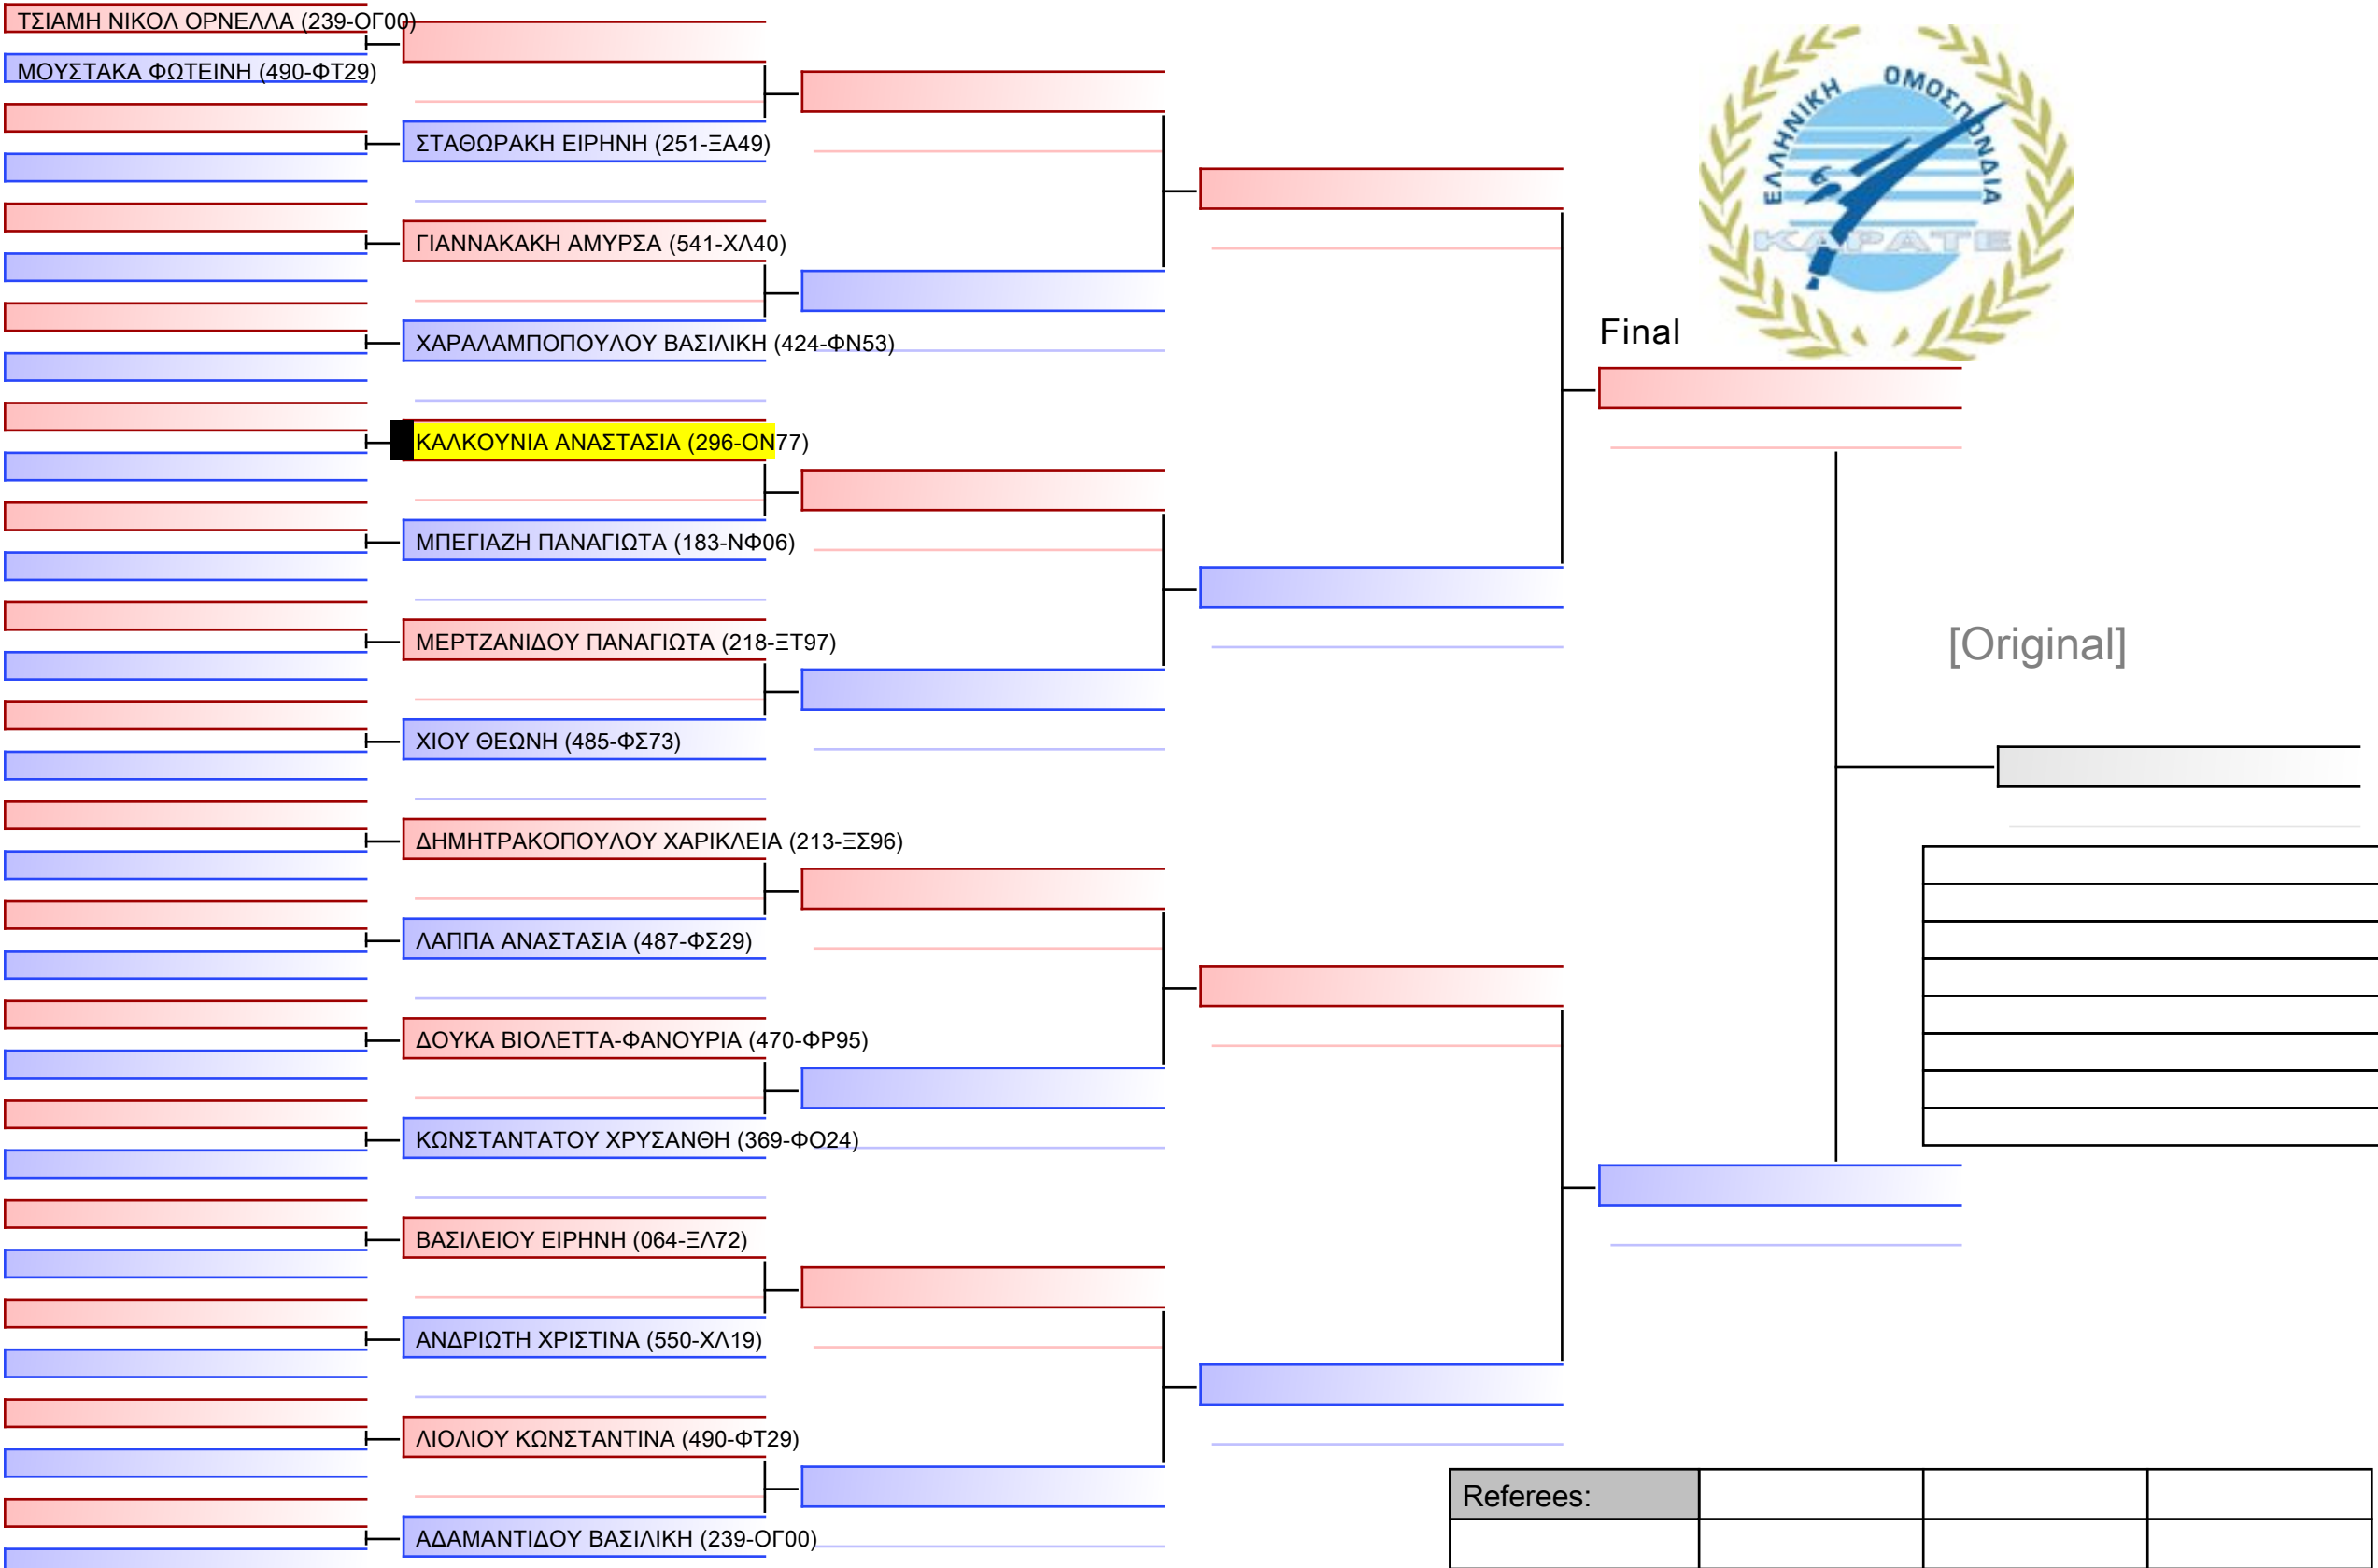 ΤΣΙΑΜΗ ΝΙΚΟΛ ΟΡΝΕΛΛΑ (239-ΟΓ00)
ΜΟΥΣΤΑΚΑ ΦΩΤΕΙΝΗ (490-ΦΤ29)
ΣΤΑΘΩΡΑΚΗ ΕΙΡΗΝΗ (251-ΞΑ49)
ΓΙΑΝΝΑΚΑΚΗ ΑΜΥΡΣΑ (541-ΧΛ40)
ΧΑΡΑΛΑΜΠΟΠΟΥΛΟΥ ΒΑΣΙΛΙΚΗ (424-ΦΝ53)
ΚΑΛΚΟΥΝΙΑ ΑΝΑΣΤΑΣΙΑ (296-ΟΝ77)
ΜΠΕΓΙΑΖΗ ΠΑΝΑΓΙΩΤΑ (183-ΝΦ06)
ΜΕΡΤΖΑΝΙΔΟΥ ΠΑΝΑΓΙΩΤΑ (218-ΞΤ97)
ΧΙΟΥ ΘΕΩΝΗ (485-ΦΣ73)
ΔΗΜΗΤΡΑΚΟΠΟΥΛΟΥ ΧΑΡΙΚΛΕΙΑ (213-ΞΣ96)
ΛΑΠΠΑ ΑΝΑΣΤΑΣΙΑ (487-ΦΣ29)
ΔΟΥΚΑ ΒΙΟΛΕΤΤΑ-ΦΑΝΟΥΡΙΑ (470-ΦΡ95)
ΚΩΝΣΤΑΝΤΑΤΟΥ ΧΡΥΣΑΝΘΗ (369-ΦΟ24)
ΒΑΣΙΛΕΙΟΥ ΕΙΡΗΝΗ (064-ΞΛ72)
ΑΝΔΡΙΩΤΗ ΧΡΙΣΤΙΝΑ (550-ΧΛ19)
ΛΙΟΛΙΟΥ ΚΩΝΣΤΑΝΤΙΝΑ (490-ΦΤ29)
ΑΔΑΜΑΝΤΙΔΟΥ ΒΑΣΙΛΙΚΗ (239-ΟΓ00)
ΕΛΛΗΝΙΚΗ ΟΜΟΣΠΟΝΔΙΑ
ΚΑΡΑΤΕ
Final
[Original]
Referees: